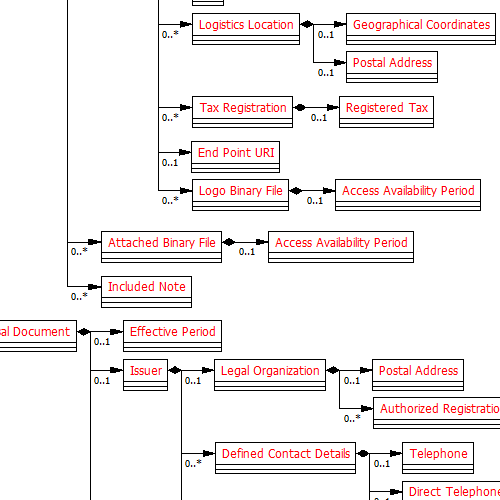 Logistics Location
Geographical Coordinates
0..*
0..1
Postal Address
0..1
Tax Registration
Registered Tax
0..*
0..1
End Point URI
0..1
Logo Binary File
Access Availability Period
0..*
0..1
Attached Binary File
Access Availability Period
0..*
0..1
Included Note
0..*
Document
Effective Period
0..1
Issuer
Legal Organization
Postal Address
0..1
0..1
0..1
Authorized
0..*
Defined Contact Details
Telephone
0..*
0..1
Direct
0..1